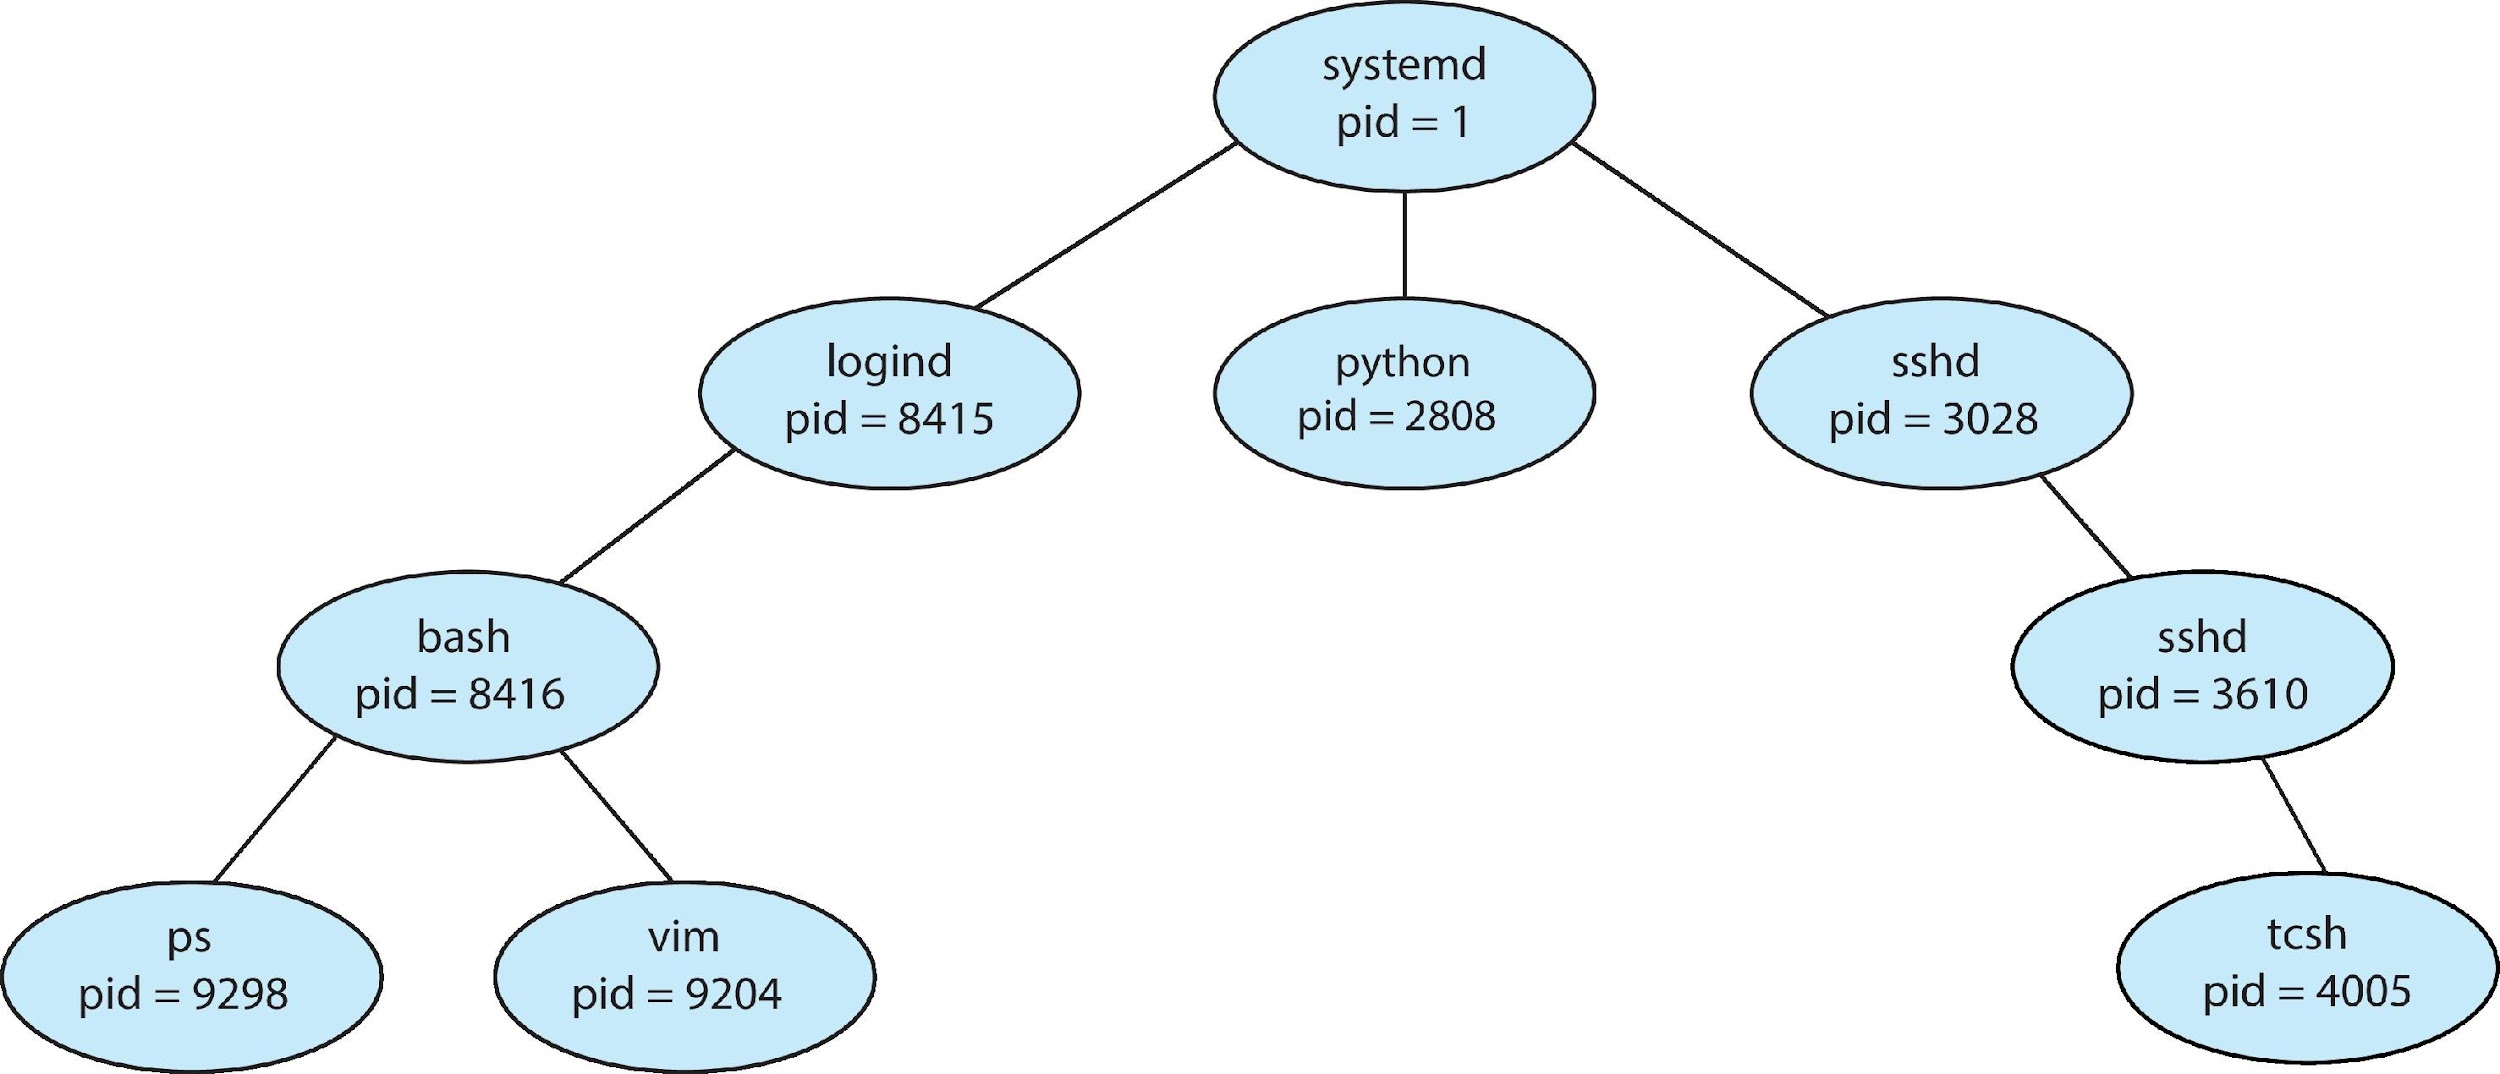 systemd
pid = 1
logind
pid = 8415
python
pid = 2808
sshd
pid = 3028
bash
pid = 8416
sshd
pid = 3610
ps
pid = 9298
vim
pid = 9204
tcsh
pid = 4005